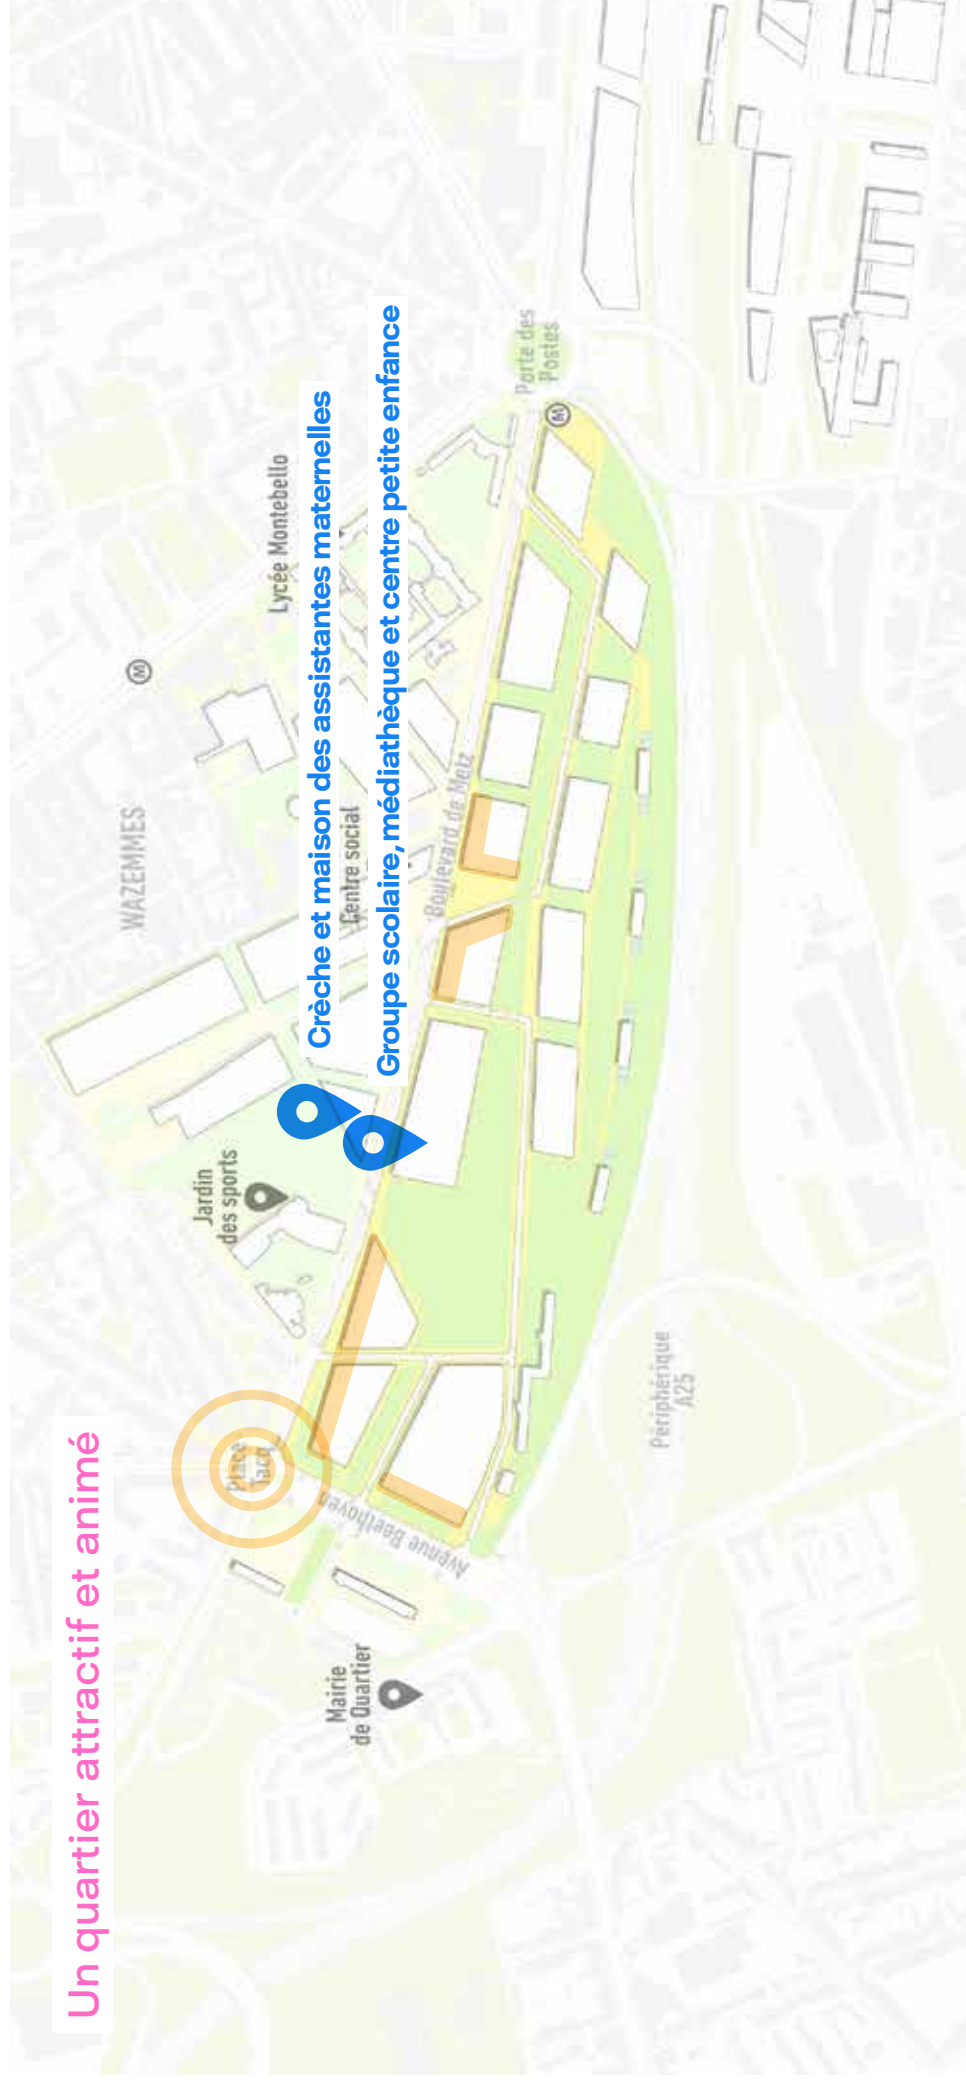 Un quartier attractif et animé
WAZEMMES
M
Lycée Montebello
Crèche et maison des assistantes maternelles
Centre social
Groupe scolaire, médiathèque et centre petite enfance
Jardin
des sports
Boulevard de Metz
Porte des
Postes
M
Place
Mairie
de Quartier
Avenue Beethoven
Périphérique
A25